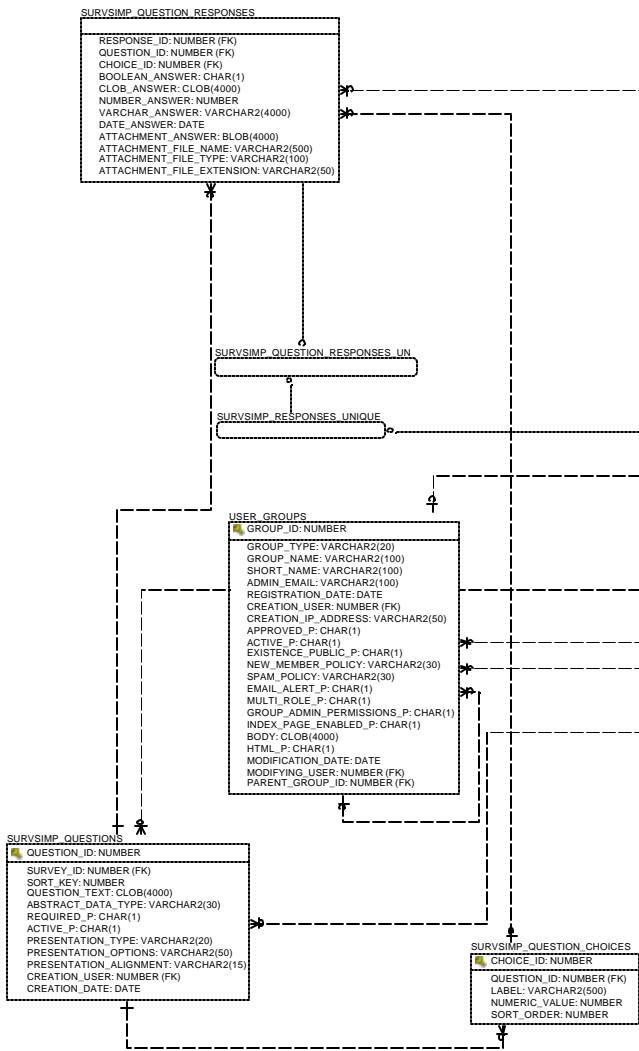 SURVSIMP_QUESTION_RESPONSES
RESPONSE_ID: NUMBER (FK)
QUESTION_ID: NUMBER (FK)
CHOICE_ID: NUMBER (FK)
BOOLEAN_ANSWER: CHAR(1)
CLOB_ANSWER: CLOB(4000)
NUMBER_ANSWER: NUMBER
VARCHAR_ANSWER: VARCHAR2(4000)
DATE_ANSWER: DATE
ATTACHMENT_ANSWER: BLOB(4000)
ATTACHMENT_FILE_NAME: VARCHAR2(500)
ATTACHMENT_FILE_TYPE: VARCHAR2(100)
ATTACHMENT_FILE_EXTENSION: VARCHAR2(50)
SURVSIMP_QUESTION_RESPONSES_UN
SURVSIMP_RESPONSES_UNIQUE
USER_GROUPS
GROUP_ID: NUMBER
GROUP_TYPE: VARCHAR2(20)
GROUP_NAME: VARCHAR2(100)
SHORT_NAME: VARCHAR2(100)
ADMIN_EMAIL: VARCHAR2(100)
REGISTRATION_DATE: DATE
CREATION_USER: NUMBER (FK)
CREATION_IP_ADDRESS: VARCHAR2(50)
APPROVED_P: CHAR(1)
ACTIVE_P: CHAR(1)
EXISTENCE_PUBLIC_P: CHAR(1)
NEW_MEMBER_POLICY: VARCHAR2(30)
SPAM_POLICY: VARCHAR2(30)
EMAIL_ALERT_P: CHAR(1)
MULTI_ROLE_P: CHAR(1)
GROUP_ADMIN_PERMISSIONS_P: CHAR(1)
INDEX_PAGE_ENABLED_P: CHAR(1)
BODY: CLOB(4000)
HTML_P: CHAR(1)
MODIFICATION_DATE: DATE
MODIFYING_USER: NUMBER (FK)
PARENT_GROUP_ID: NUMBER (FK)
SURVSIMP_QUESTIONS
QUESTION_ID: NUMBER
SURVEY_ID: NUMBER (FK)
SORT_KEY: NUMBER
QUESTION_TEXT: CLOB(4000)
ABSTRACT_DATA_TYPE: VARCHAR2(30)
REQUIRED_P: CHAR(1)
ACTIVE_P: CHAR(1)
PRESENTATION_TYPE: VARCHAR2(20)
PRESENTATION_OPTIONS: VARCHAR2(50)
PRESENTATION_ALIGNMENT: VARCHAR2(15)
CREATION_USER: NUMBER (FK)
CREATION_DATE: DATE
SURVSIMP_QUESTION_CHOICES
CHOICE_ID: NUMBER
QUESTION_ID: NUMBER (FK)
LABEL: VARCHAR2(500)
NUMERIC_VALUE: NUMBER
SORT_ORDER: NUMBER